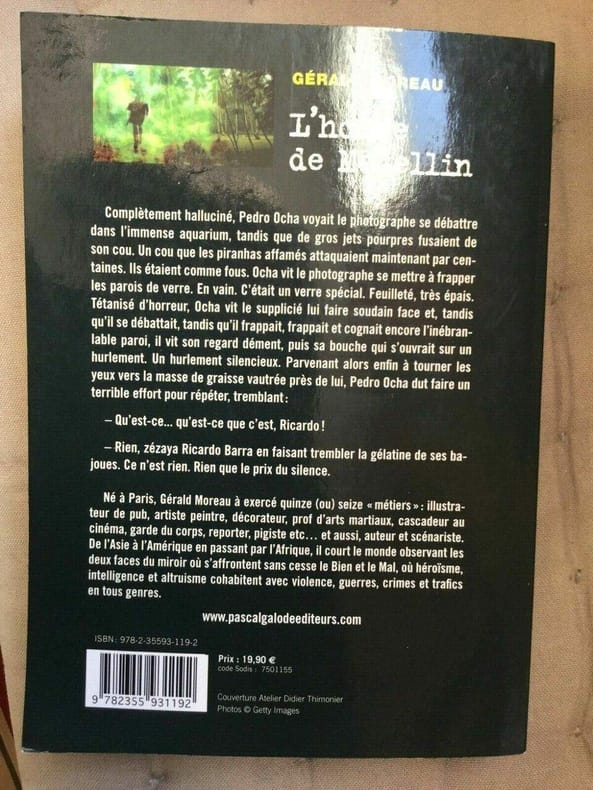 GÉRALD MOREAU
L'homme
de Medellin
Complètement halluciné, Pedro Ocha voyait le photographe se débattre
dans l'immense aquarium, tandis que de gros jets pourpres fusaient de
son cou. Un cou que les piranhas affamés attaquaient maintenant par cen-
taines. Ils étaient comme fous. Ocha vit le photographe se mettre à frapper
les parois de verre. En vain. C'était un verre spécial. Feuilleté, très épais.
Tétanisé d'horreur, Ocha vit le supplicié lui faire soudain face et, tandis
qu'il se débattait, tandis qu'il frappait, frappait et cognait encore l'inébran-
lable paroi, il vit son regard dément, puis sa bouche qui s'ouvrait sur un
hurlement. Un hurlement silencieux. Parvenant alors enfin à tourner les
yeux vers la masse de graisse vautrée près de lui, Pedro Ocha dut faire un
terrible effort pour répéter, tremblant :
– Qu'est-ce... qu'est-ce que c'est, Ricardo !
– Rien, zézaya Ricardo Barra en faisant trembler la gélatine de ses ba-
joues. Ce n'est rien. Rien que le prix du silence.
Né à Paris, Gérald Moreau à exercé quinze (ou) seize « métiers » : illustra-
teur de pub, artiste peintre, décorateur, prof d'arts martiaux, cascadeur au
cinéma, garde du corps, reporter, pigiste etc... et aussi, auteur et scénariste.
De l'Asie à l'Amérique en passant par l'Afrique, il court le monde observant les
deux faces du miroir où s'affrontent sans cesse le Bien et le Mal, où héroïsme,
intelligence et altruisme cohabitent avec violence, guerres, crimes et trafics
en tous genres.
www.pascalgalodeediteurs.com
ISBN : 978-2-35593-119-2
Prix : 19,90 €
code Sodis : 7501155
9 782355 931192
Couverture Atelier Didier Thimonier
Photos © Getty Images